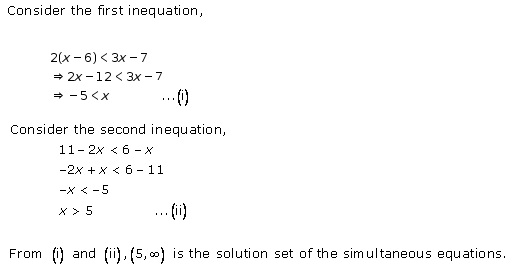 Consider the first inequation,
2(x − 6) < 3x − 7
⇒ 2x − 12 < 3x − 7
⇒ −5 < x ...(i)
Consider the second inequation,
11 − 2x < 6 − x
−2x + x < 6 − 11
−x < −5
x > 5 ...(ii)
From (i) and (ii), (5, ∞) is the solution set of the simultaneous equations.